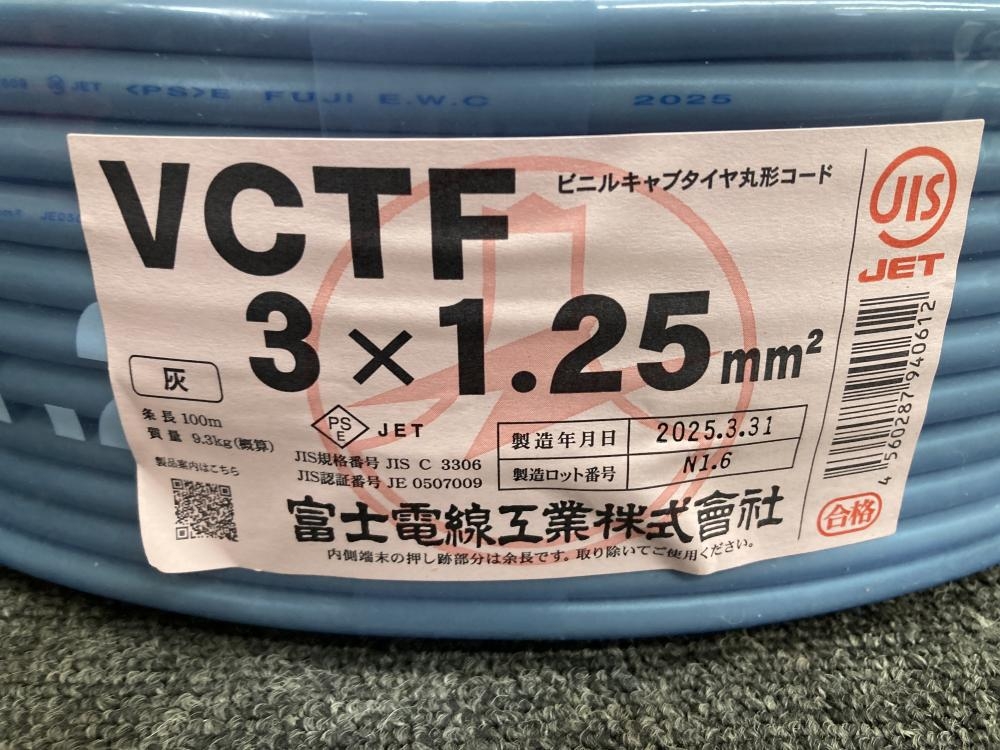 JET <PS>E FUJI E.W.C 2025
VCTF
ビニルキャブタイヤ丸形コード
3×1.25mm²
灰
条長 100m
質量 9.3kg(概算)
製品案内はこちら
PS
E
JET
JIS規格番号 JIS C 3306
JIS認証番号 JE 0507009
製造年月日 2025.3.31
製造ロット番号 N1.6
富士電線工業株式會社
内側端末の押し跡部分は余長です。取り除いてご使用ください。
JIS
JET
4560287940612
合格